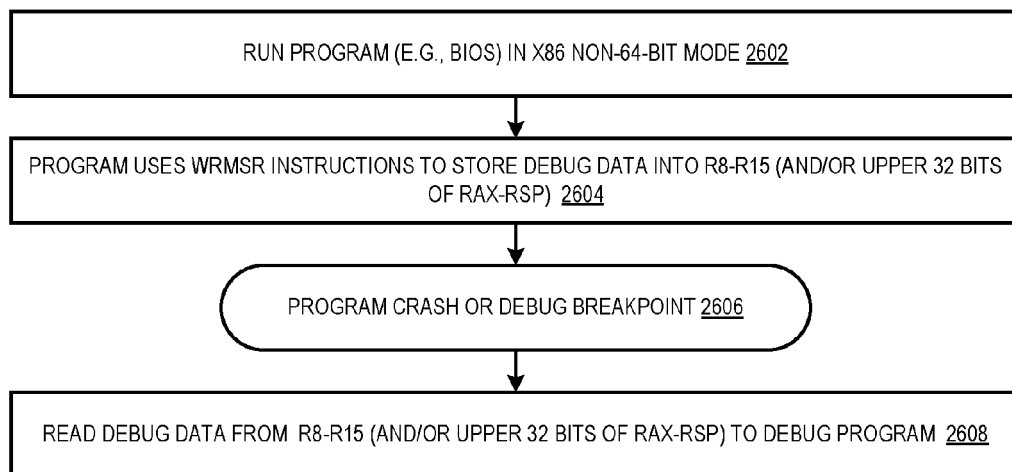 RUN PROGRAM (E.G., BIOS) IN X86 NON-64-BIT MODE 2602
PROGRAM USES WRMSR INSTRUCTIONS TO STORE DEBUG DATA INTO R8-R15 (AND/OR UPPER 32 BITS
OF RAX-RSP) 2604
PROGRAM CRASH OR DEBUG BREAKPOINT 2606
READ DEBUG DATA FROM R8-R15 (AND/OR UPPER 32 BITS OF RAX-RSP) TO DEBUG PROGRAM 2608